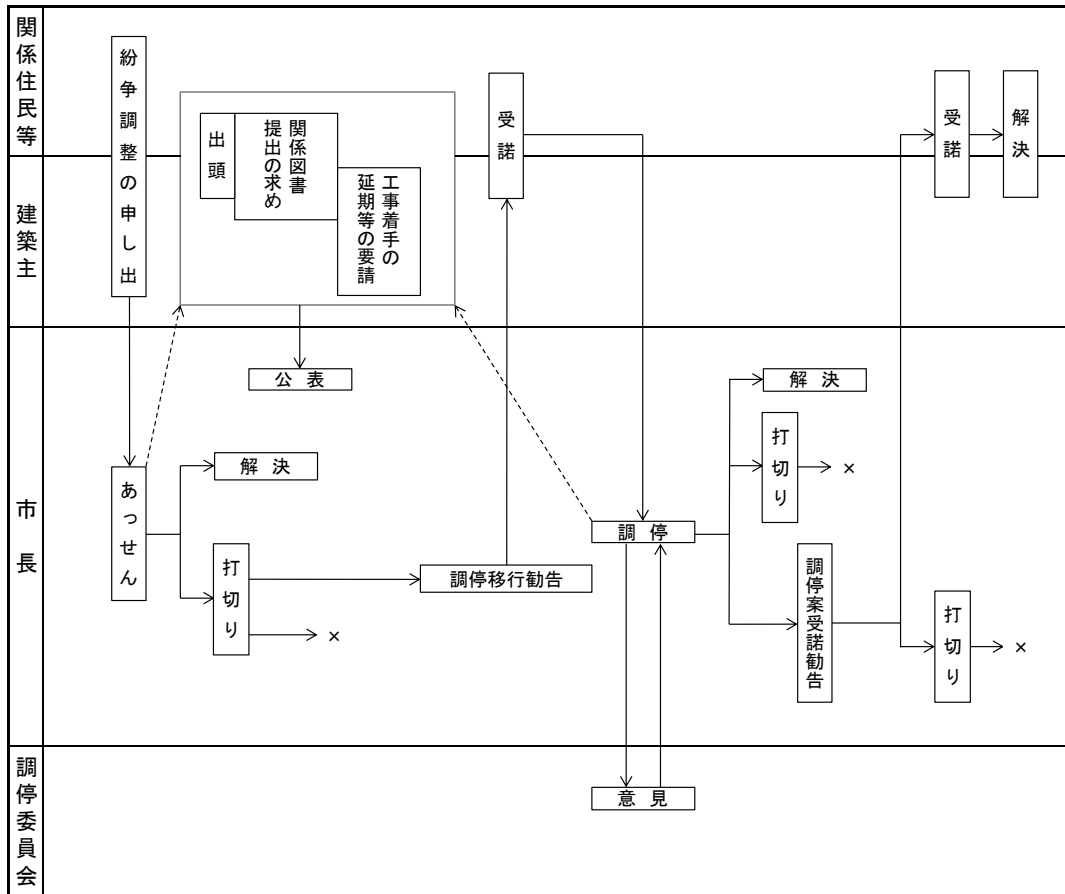 関係住民等
紛争調整の申し出
出頭
関係図書
提出の求め
工事着手の
延期等の要請
受諾
受諾
解決
建築主
市長
公表
あっせん
解決
打切り
×
調停移行勧告
調停
解決
打切り
×
調停案受諾勧告
打切り
×
調停委員会
意見